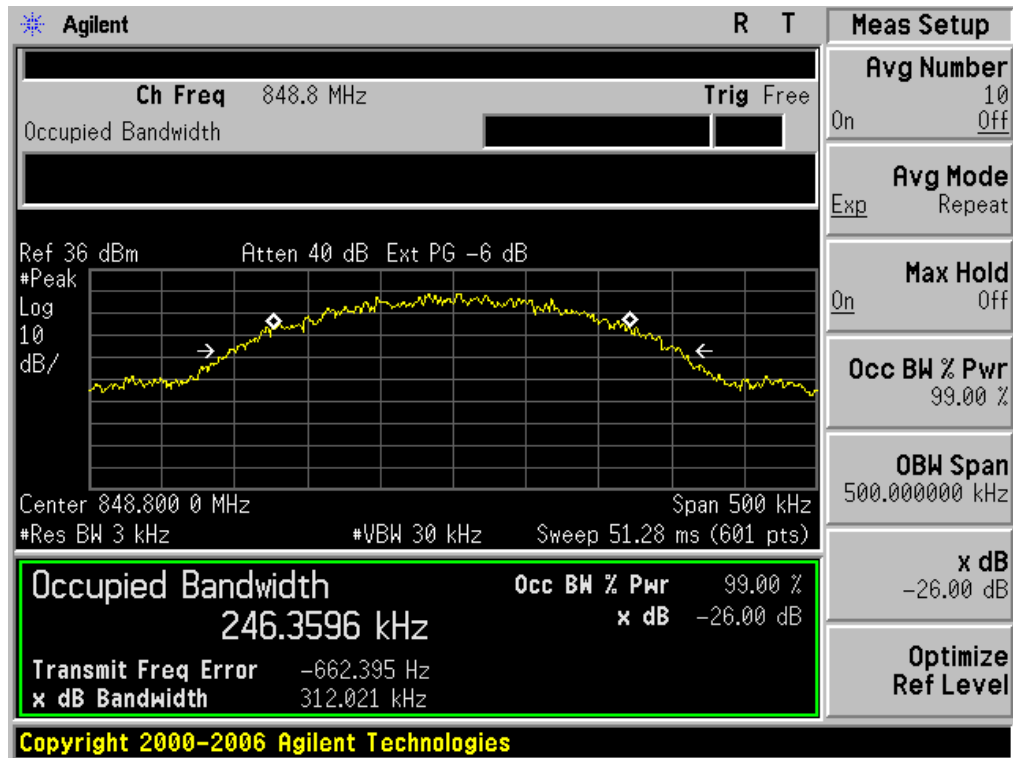 Agilent R T
Ch Freq 848.8 MHz Trig Free
Occupied Bandwidth
Ref 36 dBm Atten 40 dB Ext PG -6 dB
#Peak
Log
10
dB/
Center 848.800 0 MHz Span 500 kHz
#Res BW 3 kHz #VBW 30 kHz Sweep 51.28 ms (601 pts)
Occupied Bandwidth Occ BW % Pwr 99.00 %
246.3596 kHz x dB -26.00 dB
Transmit Freq Error -662.395 Hz
x dB Bandwidth 312.021 kHz
Copyright 2000-2006 Agilent Technologies
Meas Setup
Avg Number
10
On Off
Avg Mode
Exp Repeat
Max Hold
On Off
Occ BW % Pwr
99.00 %
OBW Span
500.000000 kHz
x dB
-26.00 dB
Optimize
Ref Level